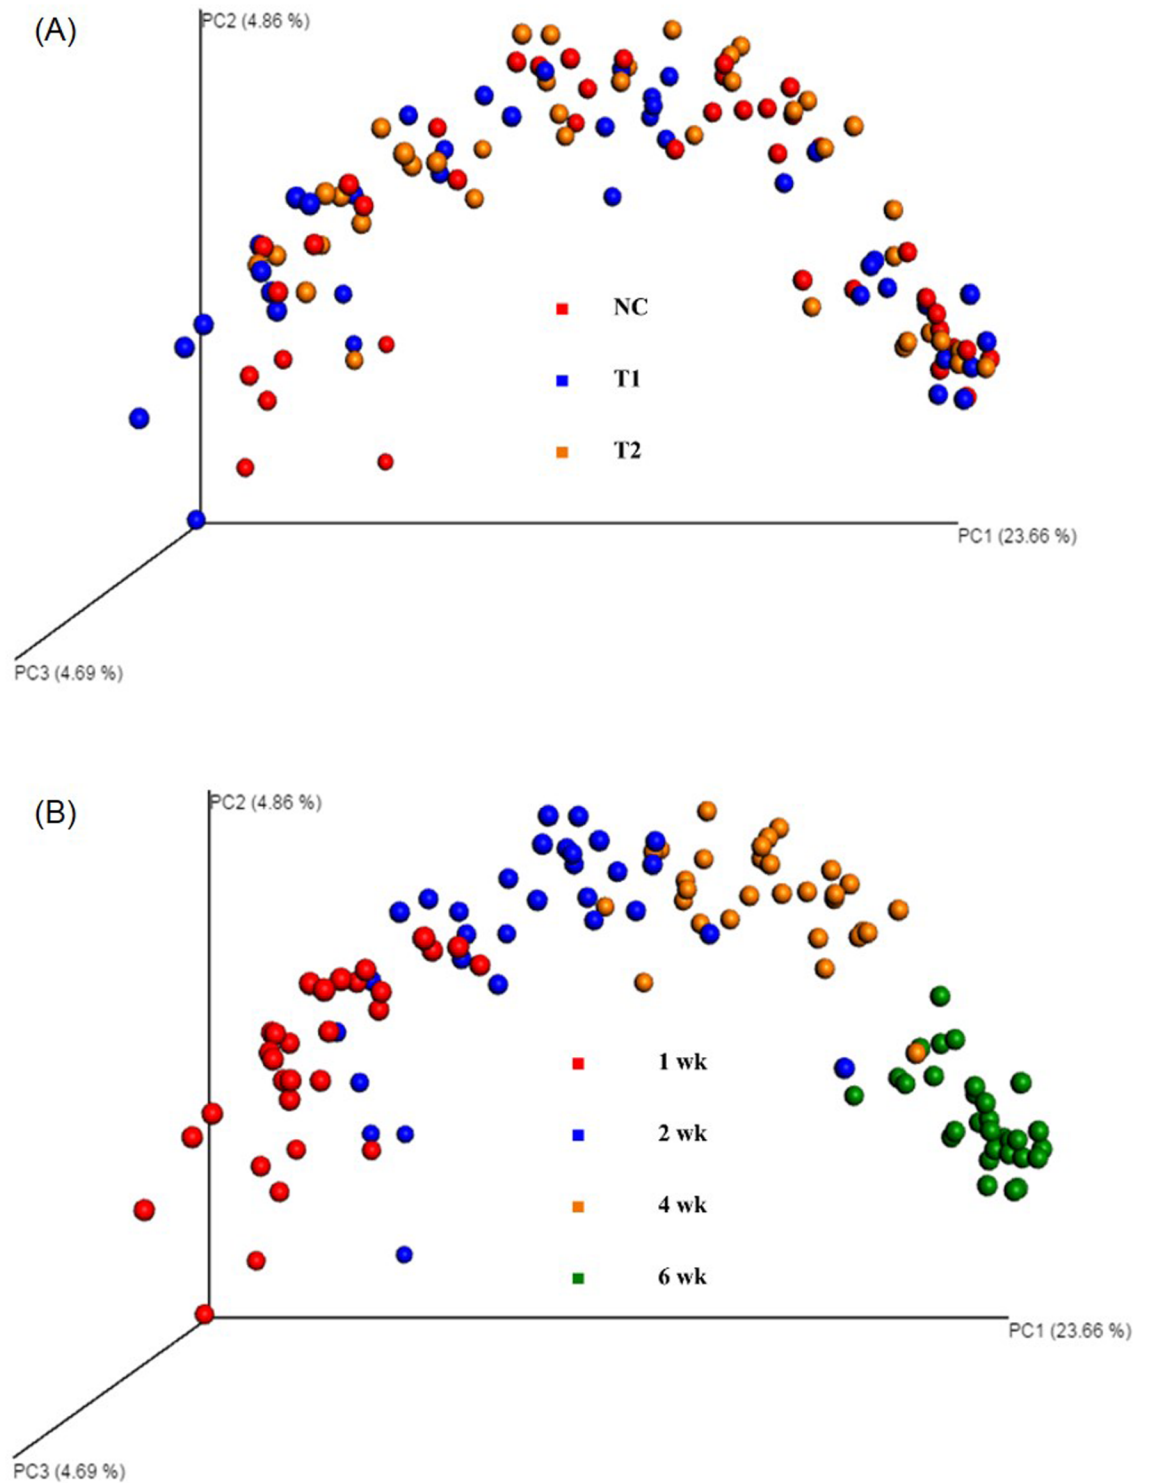 (A)
PC2 (4.86 %)
NC
T1
T2
PC1 (23.66 %)
PC3 (4.69 %)
(B)
PC2 (4.86 %)
1 wk
2 wk
4 wk
6 wk
PC1 (23.66 %)
PC3 (4.69 %)